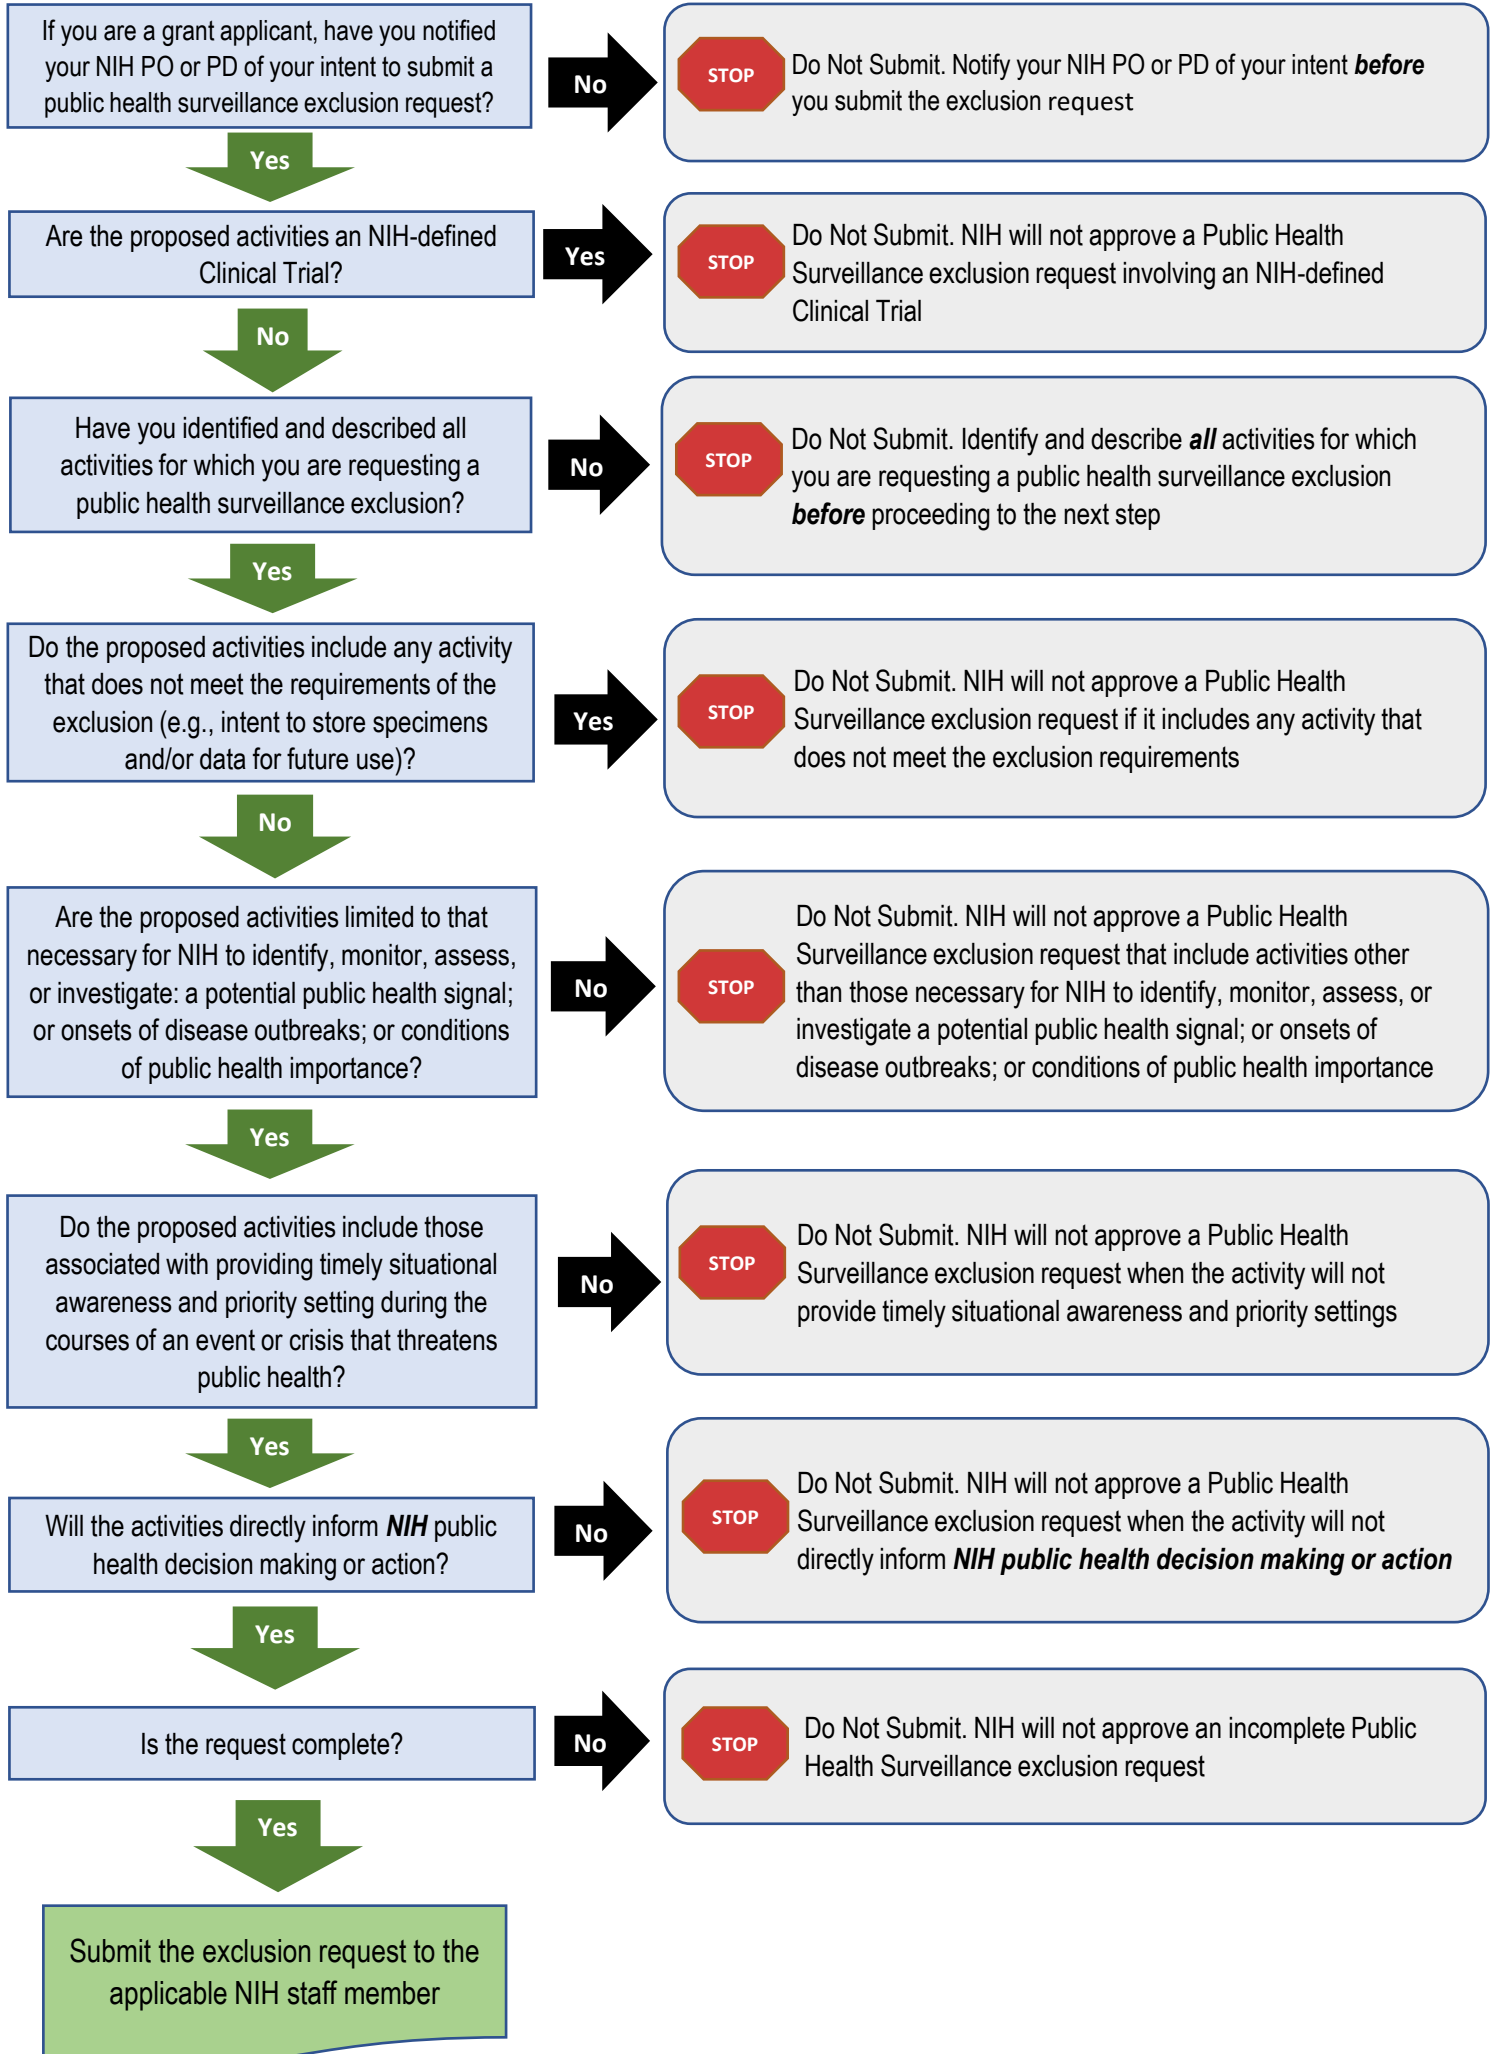 If you are a grant applicant, have you notified
your NIH PO or PD of your intent to submit a
public health surveillance exclusion request?
No
STOP
Do Not Submit. Notify your NIH PO or PD of your intent before
you submit the exclusion request
Yes
Are the proposed activities an NIH-defined
Clinical Trial?
Yes
STOP
Do Not Submit. NIH will not approve a Public Health
Surveillance exclusion request involving an NIH-defined
Clinical Trial
No
Have you identified and described all
activities for which you are requesting a
public health surveillance exclusion?
No
STOP
Do Not Submit. Identify and describe all activities for which
you are requesting a public health surveillance exclusion
before proceeding to the next step
Yes
Do the proposed activities include any activity
that does not meet the requirements of the
exclusion (e.g., intent to store specimens
and/or data for future use)?
Yes
STOP
Do Not Submit. NIH will not approve a Public Health
Surveillance exclusion request if it includes any activity that
does not meet the exclusion requirements
No
Are the proposed activities limited to that
necessary for NIH to identify, monitor, assess,
or investigate: a potential public health signal;
or onsets of disease outbreaks; or conditions
of public health importance?
No
STOP
Do Not Submit. NIH will not approve a Public Health
Surveillance exclusion request that include activities other
than those necessary for NIH to identify, monitor, assess, or
investigate a potential public health signal; or onsets of
disease outbreaks; or conditions of public health importance
Yes
Do the proposed activities include those
associated with providing timely situational
awareness and priority setting during the
courses of an event or crisis that threatens
public health?
No
STOP
Do Not Submit. NIH will not approve a Public Health
Surveillance exclusion request when the activity will not
provide timely situational awareness and priority settings
Yes
Will the activities directly inform NIH public
health decision making or action?
No
STOP
Do Not Submit. NIH will not approve a Public Health
Surveillance exclusion request when the activity will not
directly inform NIH public health decision making or action
Yes
Is the request complete?
No
STOP
Do Not Submit. NIH will not approve an incomplete Public
Health Surveillance exclusion request
Yes
Submit the exclusion request to the
applicable NIH staff member